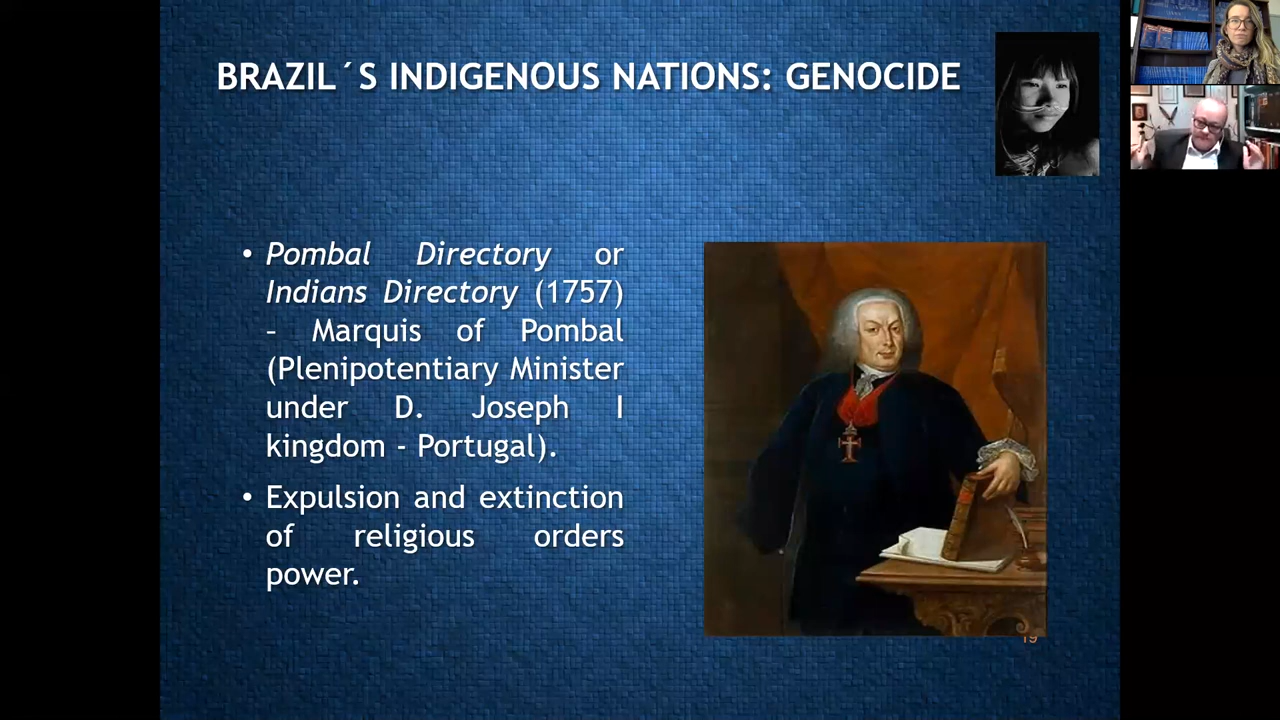 BRAZIL´S INDIGENOUS NATIONS: GENOCIDE
• Pombal Directory or
Indians Directory (1757)
– Marquis of Pombal
(Plenipotentiary Minister
under D. Joseph I
kingdom - Portugal).
• Expulsion and extinction
of religious orders
power.
19